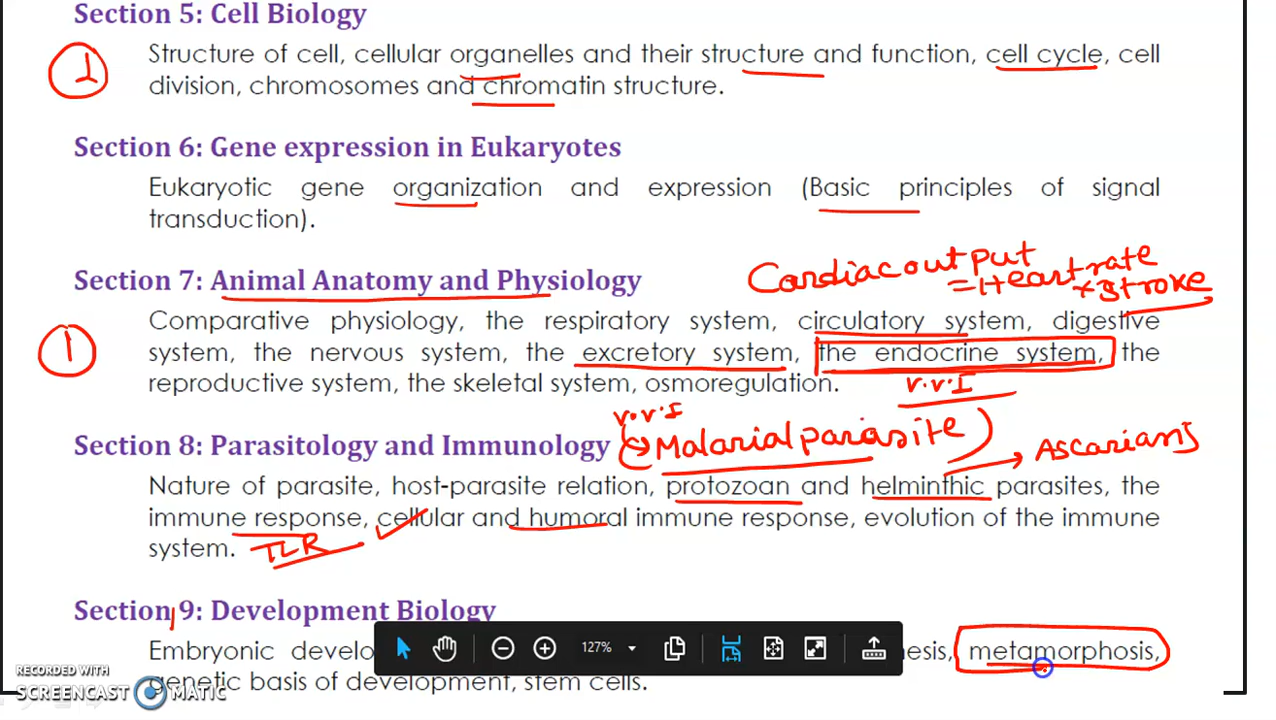 Section 5: Cell Biology
1 Structure of cell, cellular organelles and their structure and function, cell cycle, cell
division, chromosomes and chromatin structure.
Section 6: Gene expression in Eukaryotes
Eukaryotic gene organization and expression (Basic principles of signal
transduction).
Cardiac output
=Heart rate
Section 7: Animal Anatomy and Physiology
× Stroke
Comparative physiology, the respiratory system, circulatory system, digestive
1 system, the nervous system, the excretory system, the endocrine system, the
reproductive system, the skeletal system, osmoregulation.
V.V.I
V.V.I
Section 8: Parasitology and Immunology
(→ Malarial parasite)
→ Ascarians
Nature of parasite, host-parasite relation, protozoan and helminthic parasites, the
immune response, cellular and humoral immune response, evolution of the immune
system. TLR
Section 9: Development Biology
Embryonic develo
esis, metamorphosis,
127%
genetic basis of development, stem cells.
RECORDED WITH
SCREENCAST MATIC